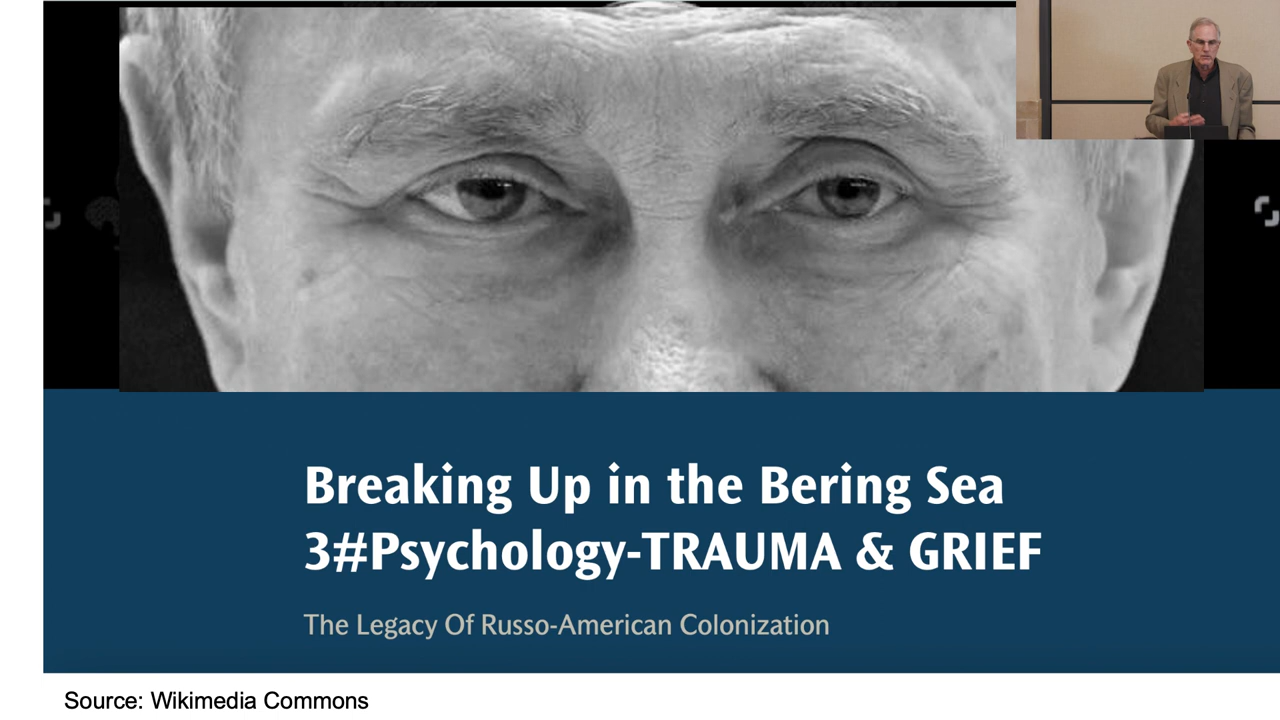 Breaking Up in the Bering Sea
3#Psychology-TRAUMA & GRIEF
The Legacy Of Russo-American Colonization
Source: Wikimedia Commons